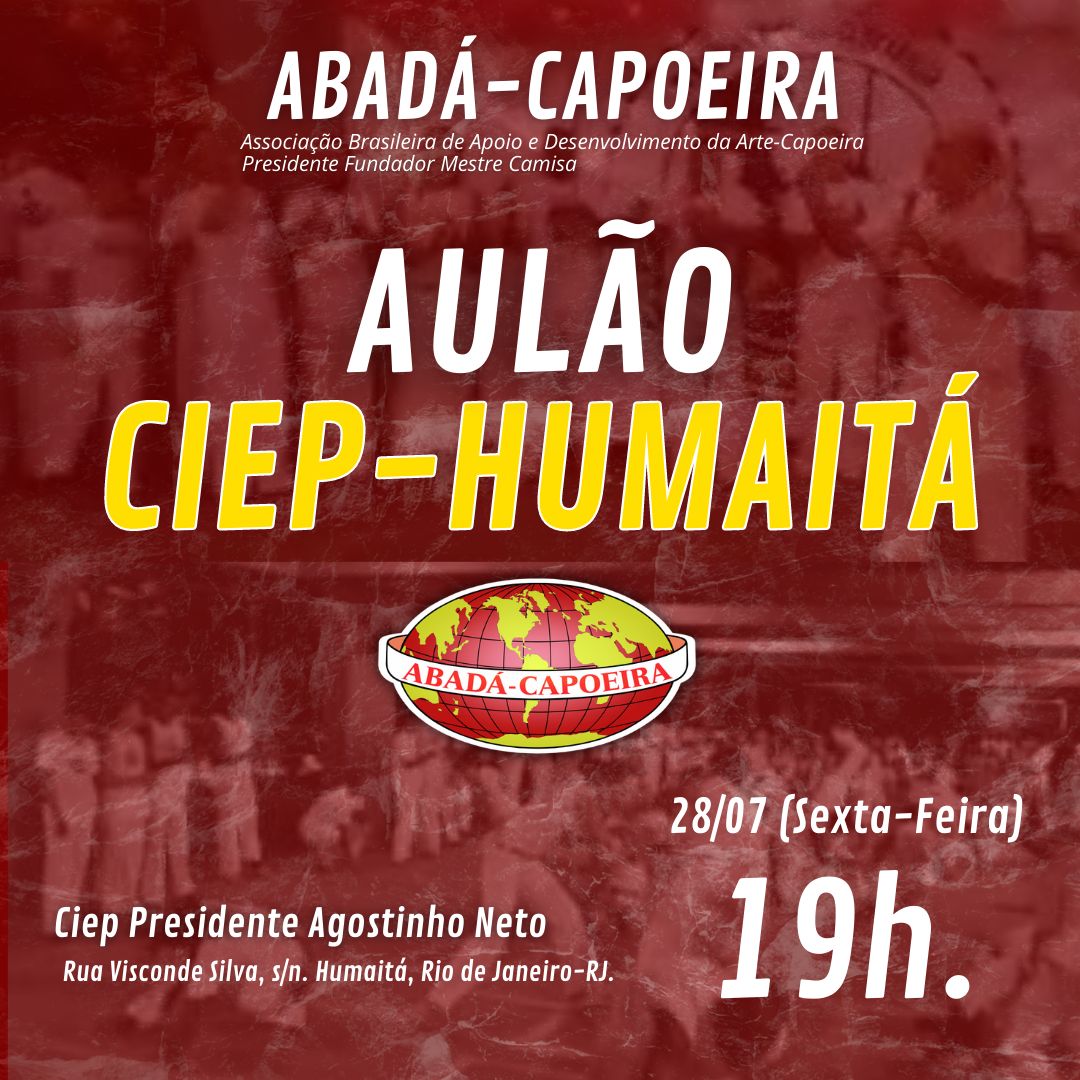 ABADÁ-CAPOEIRA
Associação Brasileira de Apoio e Desenvolvimento da Arte-Capoeira
Presidente Fundador Mestre Camisa
AULÃO
CIEP-HUMAITÁ
ABADÁ-CAPOEIRA
28/07 (Sexta-Feira)
19h.
Ciep Presidente Agostinho Neto
Rua Visconde Silva, s/n. Humaitá, Rio de Janeiro-RJ.